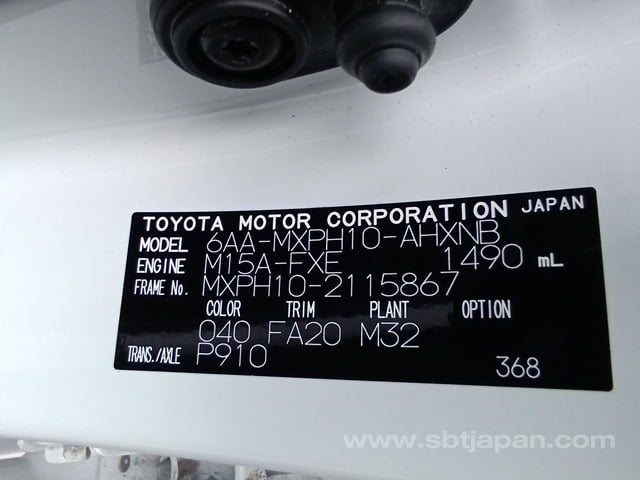 TOYOTA MOTOR CORPORATION JAPAN
MODEL 6AA-MXPH10-AHXNB
ENGINE M15A-FXE 1490 mL
FRAME No. MXPH10-2115867
COLOR TRIM PLANT OPTION
040 FA20 M32
TRANS./AXLE P910 368
www.sbtjapan.com